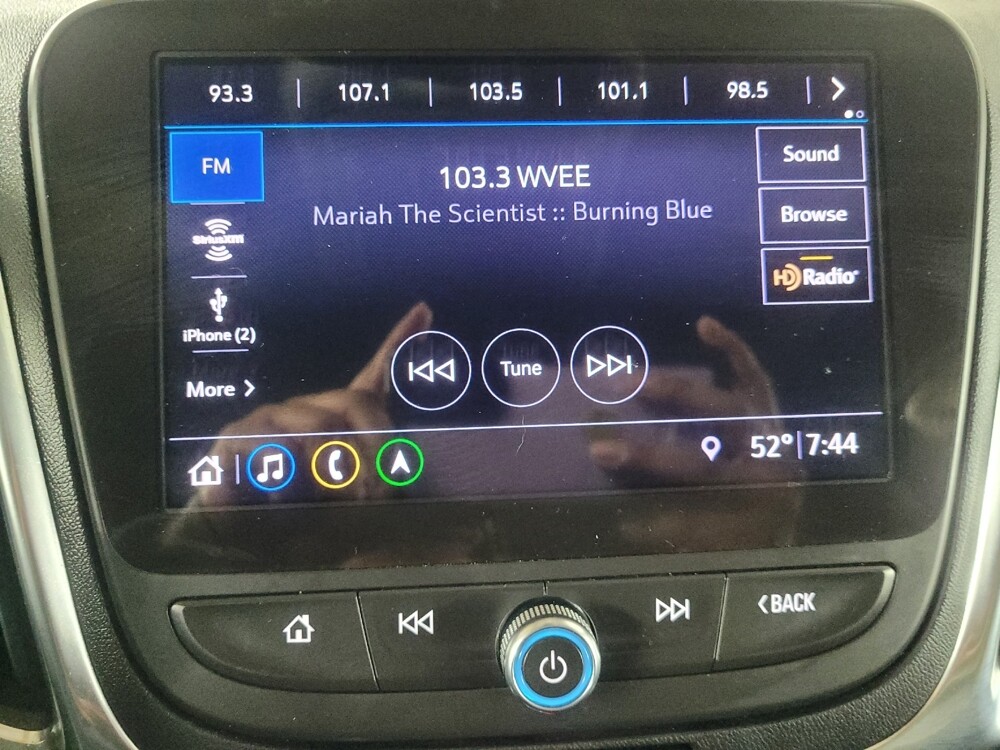 93.3 | 107.1 | 103.5 | 101.1 | 98.5 |
FM
103.3 WVEE
Sound
Mariah The Scientist :: Burning Blue
Browse
SiriusXM
HD Radio
iPhone (2)
Tune
More
52° | 7:44
BACK